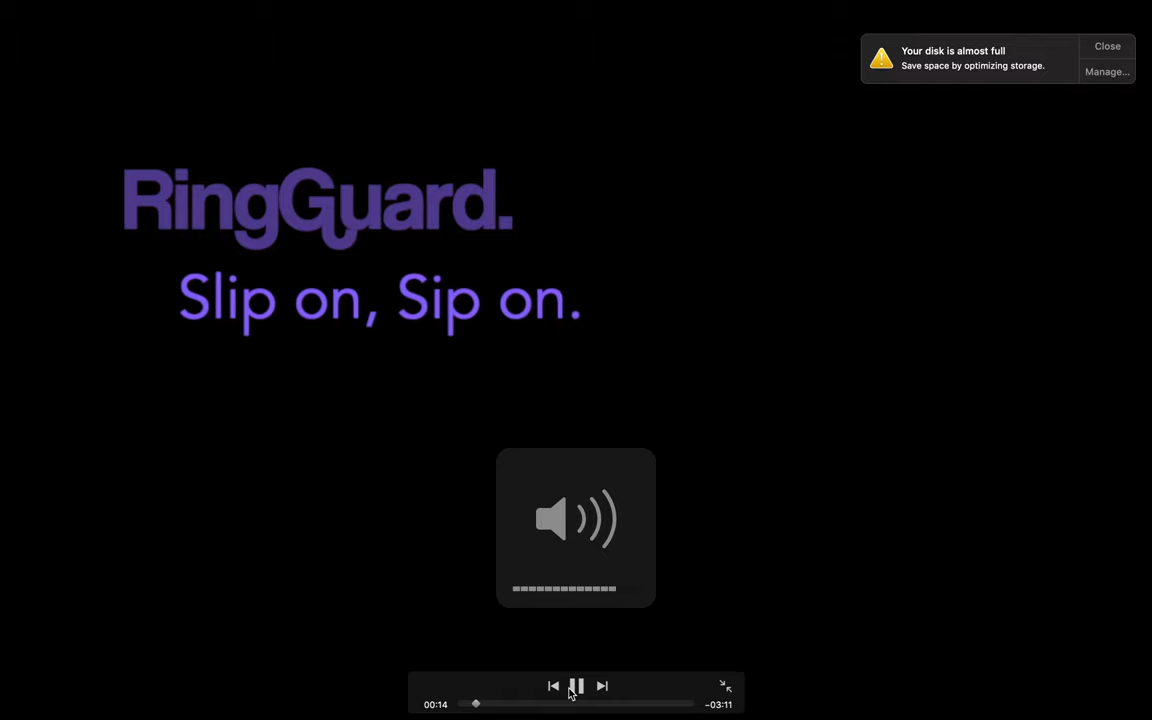 Your disk is almost full
Save space by optimizing storage.
Close
Manage...
RingGuard.
Slip on, Sip on.
00:14
−03:11